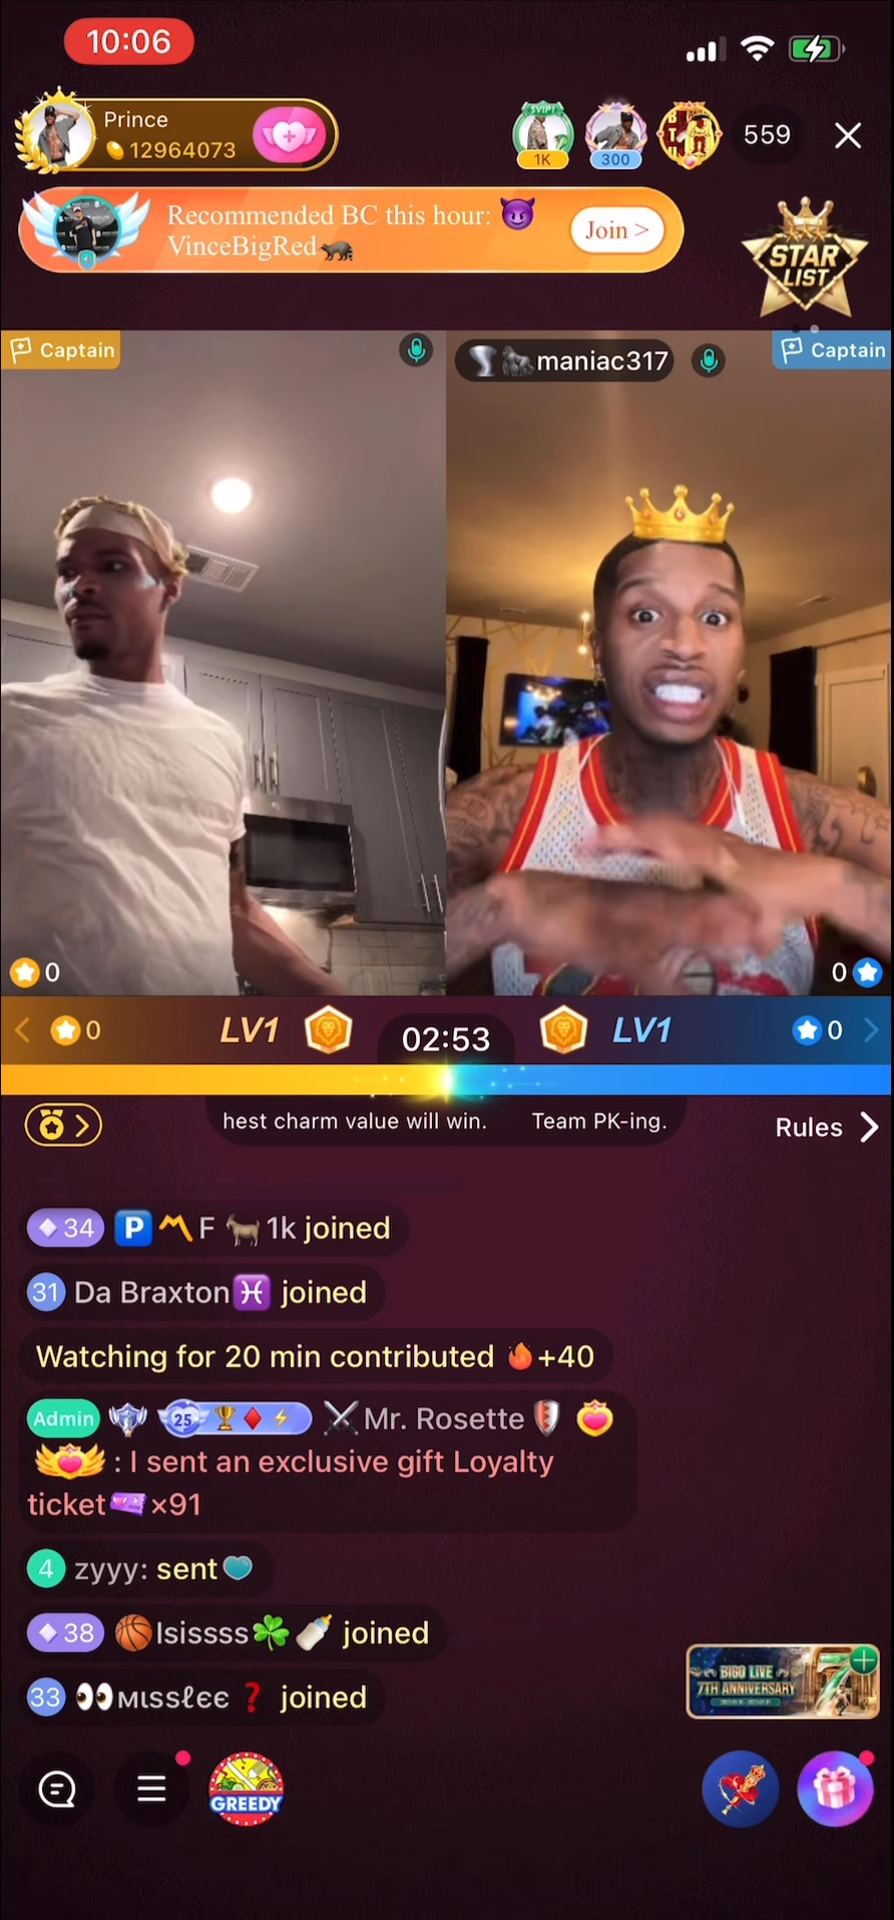 10:06
Prince
12964073
SVIP1
1K
300
559
Recommended BC this hour: 😈
VinceBigRed🦝
Join >
STAR
LIST
Captain
🌪️🦍maniac317
Captain
0
0
0
LV1
02:53
LV1
0
hest charm value will win. Team PK-ing.
Rules
34 🅿️〽️F 🐐1k joined
31 Da Braxton♓ joined
Watching for 20 min contributed 🔥+40
Admin 25 🏆♦️⚡ ⚔Mr. Rosette
: I sent an exclusive gift Loyalty
ticket×91
4 zyyy: sent
38 🏀Isissss☘️🍼 joined
33 👀мιѕѕℓєє❓ joined
BIGO LIVE
7TH ANNIVERSARY
7
GREEDY